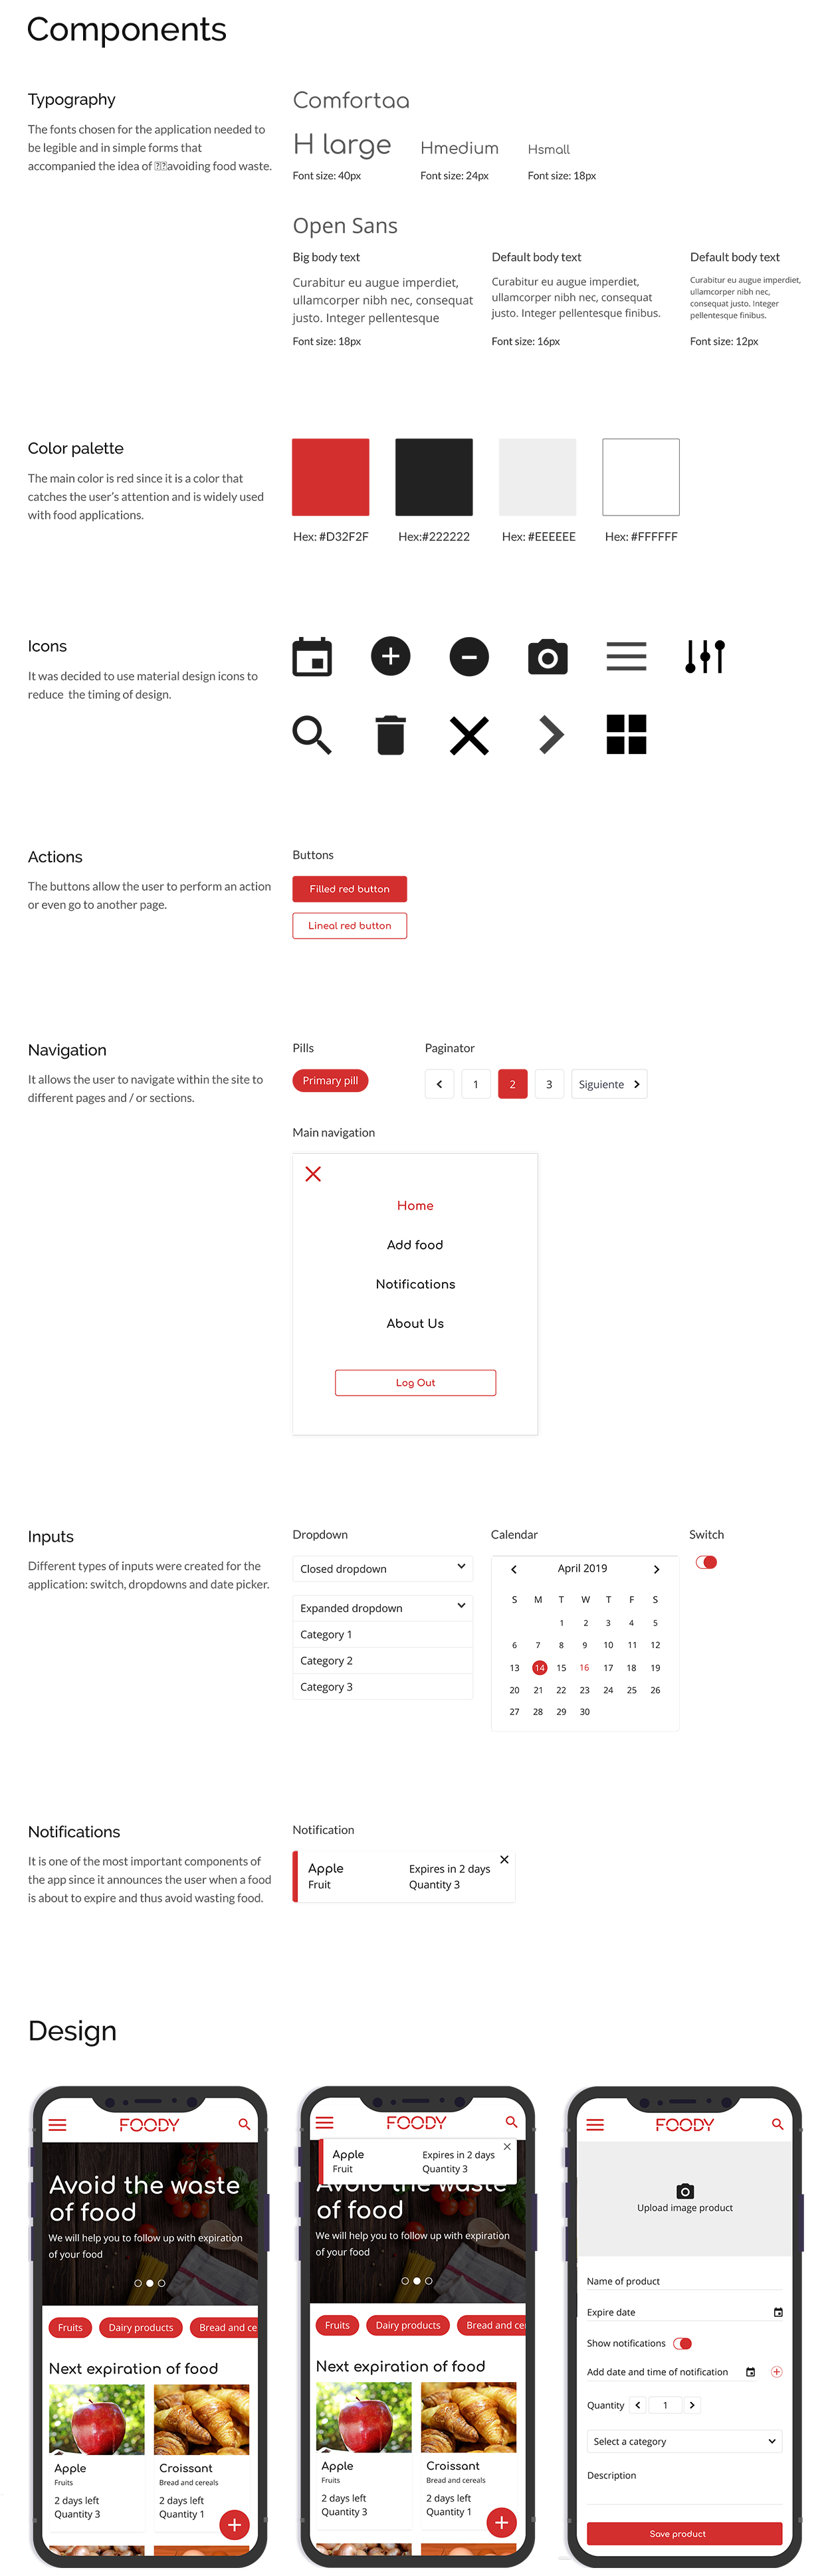 Components
Typography
The fonts chosen for the application needed to
be legible and in simple forms that
accompanied the idea of avoiding food waste.
Comfortaa
H large
Hmedium
Hsmall
Font size: 40px
Font size: 24px
Font size: 18px
Open Sans
Big body text
Curabitur eu augue imperdiet,
ullamcorper nibh nec, consequat
justo. Integer pellentesque
Font size: 18px
Default body text
Curabitur eu augue imperdiet,
ullamcorper nibh nec, consequat
justo. Integer pellentesque finibus.
Font size: 16px
Default body text
Curabitur eu augue imperdiet,
ullamcorper nibh nec,
consequat justo. Integer
pellentesque finibus.
Font size: 12px
Color palette
The main color is red since it is a color that
catches the user's attention and is widely used
with food applications.
Hex: #D32F2F
Hex:#222222
Hex: #EEEEEE
Hex: #FFFFFF
Icons
It was decided to use material design icons to
reduce the timing of design.
Actions
The buttons allow the user to perform an action
or even go to another page.
Buttons
Filled red button
Lineal red button
Navigation
It allows the user to navigate within the site to
different pages and / or sections.
Pills
Primary pill
Paginator
1 2 3 Siguiente
Main navigation
Home
Add food
Notifications
About Us
Log Out
Inputs
Different types of inputs were created for the
application: switch, dropdowns and date picker.
Dropdown
Closed dropdown
Expanded dropdown
Category 1
Category 2
Category 3
Calendar
April 2019
S M T W T F S
1 2 3 4 5
6 7 8 9 10 11 12
13 14 15 16 17 18 19
20 21 22 23 24 25 26
27 28 29 30
Switch
Notifications
It is one of the most important components of
the app since it announces the user when a food
is about to expire and thus avoid wasting food.
Notification
Apple
Fruit
Expires in 2 days
Quantity 3
Design
FOODY
Avoid the waste
of food
We will help you to follow up with expiration
of your food
Fruits
Dairy products
Bread and ce
Next expiration of food
Apple
Fruits
2 days left
Quantity 3
Croissant
Bread and cereals
2 days left
Quantity 1
FOODY
Apple
Fruit
Expires in 2 days
Quantity 3
Avoid the waste
of food
We will help you to follow up with expiration
of your food
Fruits
Dairy products
Bread and ce
Next expiration of food
Apple
Fruits
2 days left
Quantity 3
Croissant
Bread and cereals
2 days left
Quantity 1
FOODY
Upload image product
Name of product
Expire date
Show notifications
Add date and time of notification
Quantity
1
Select a category
Description
Save product